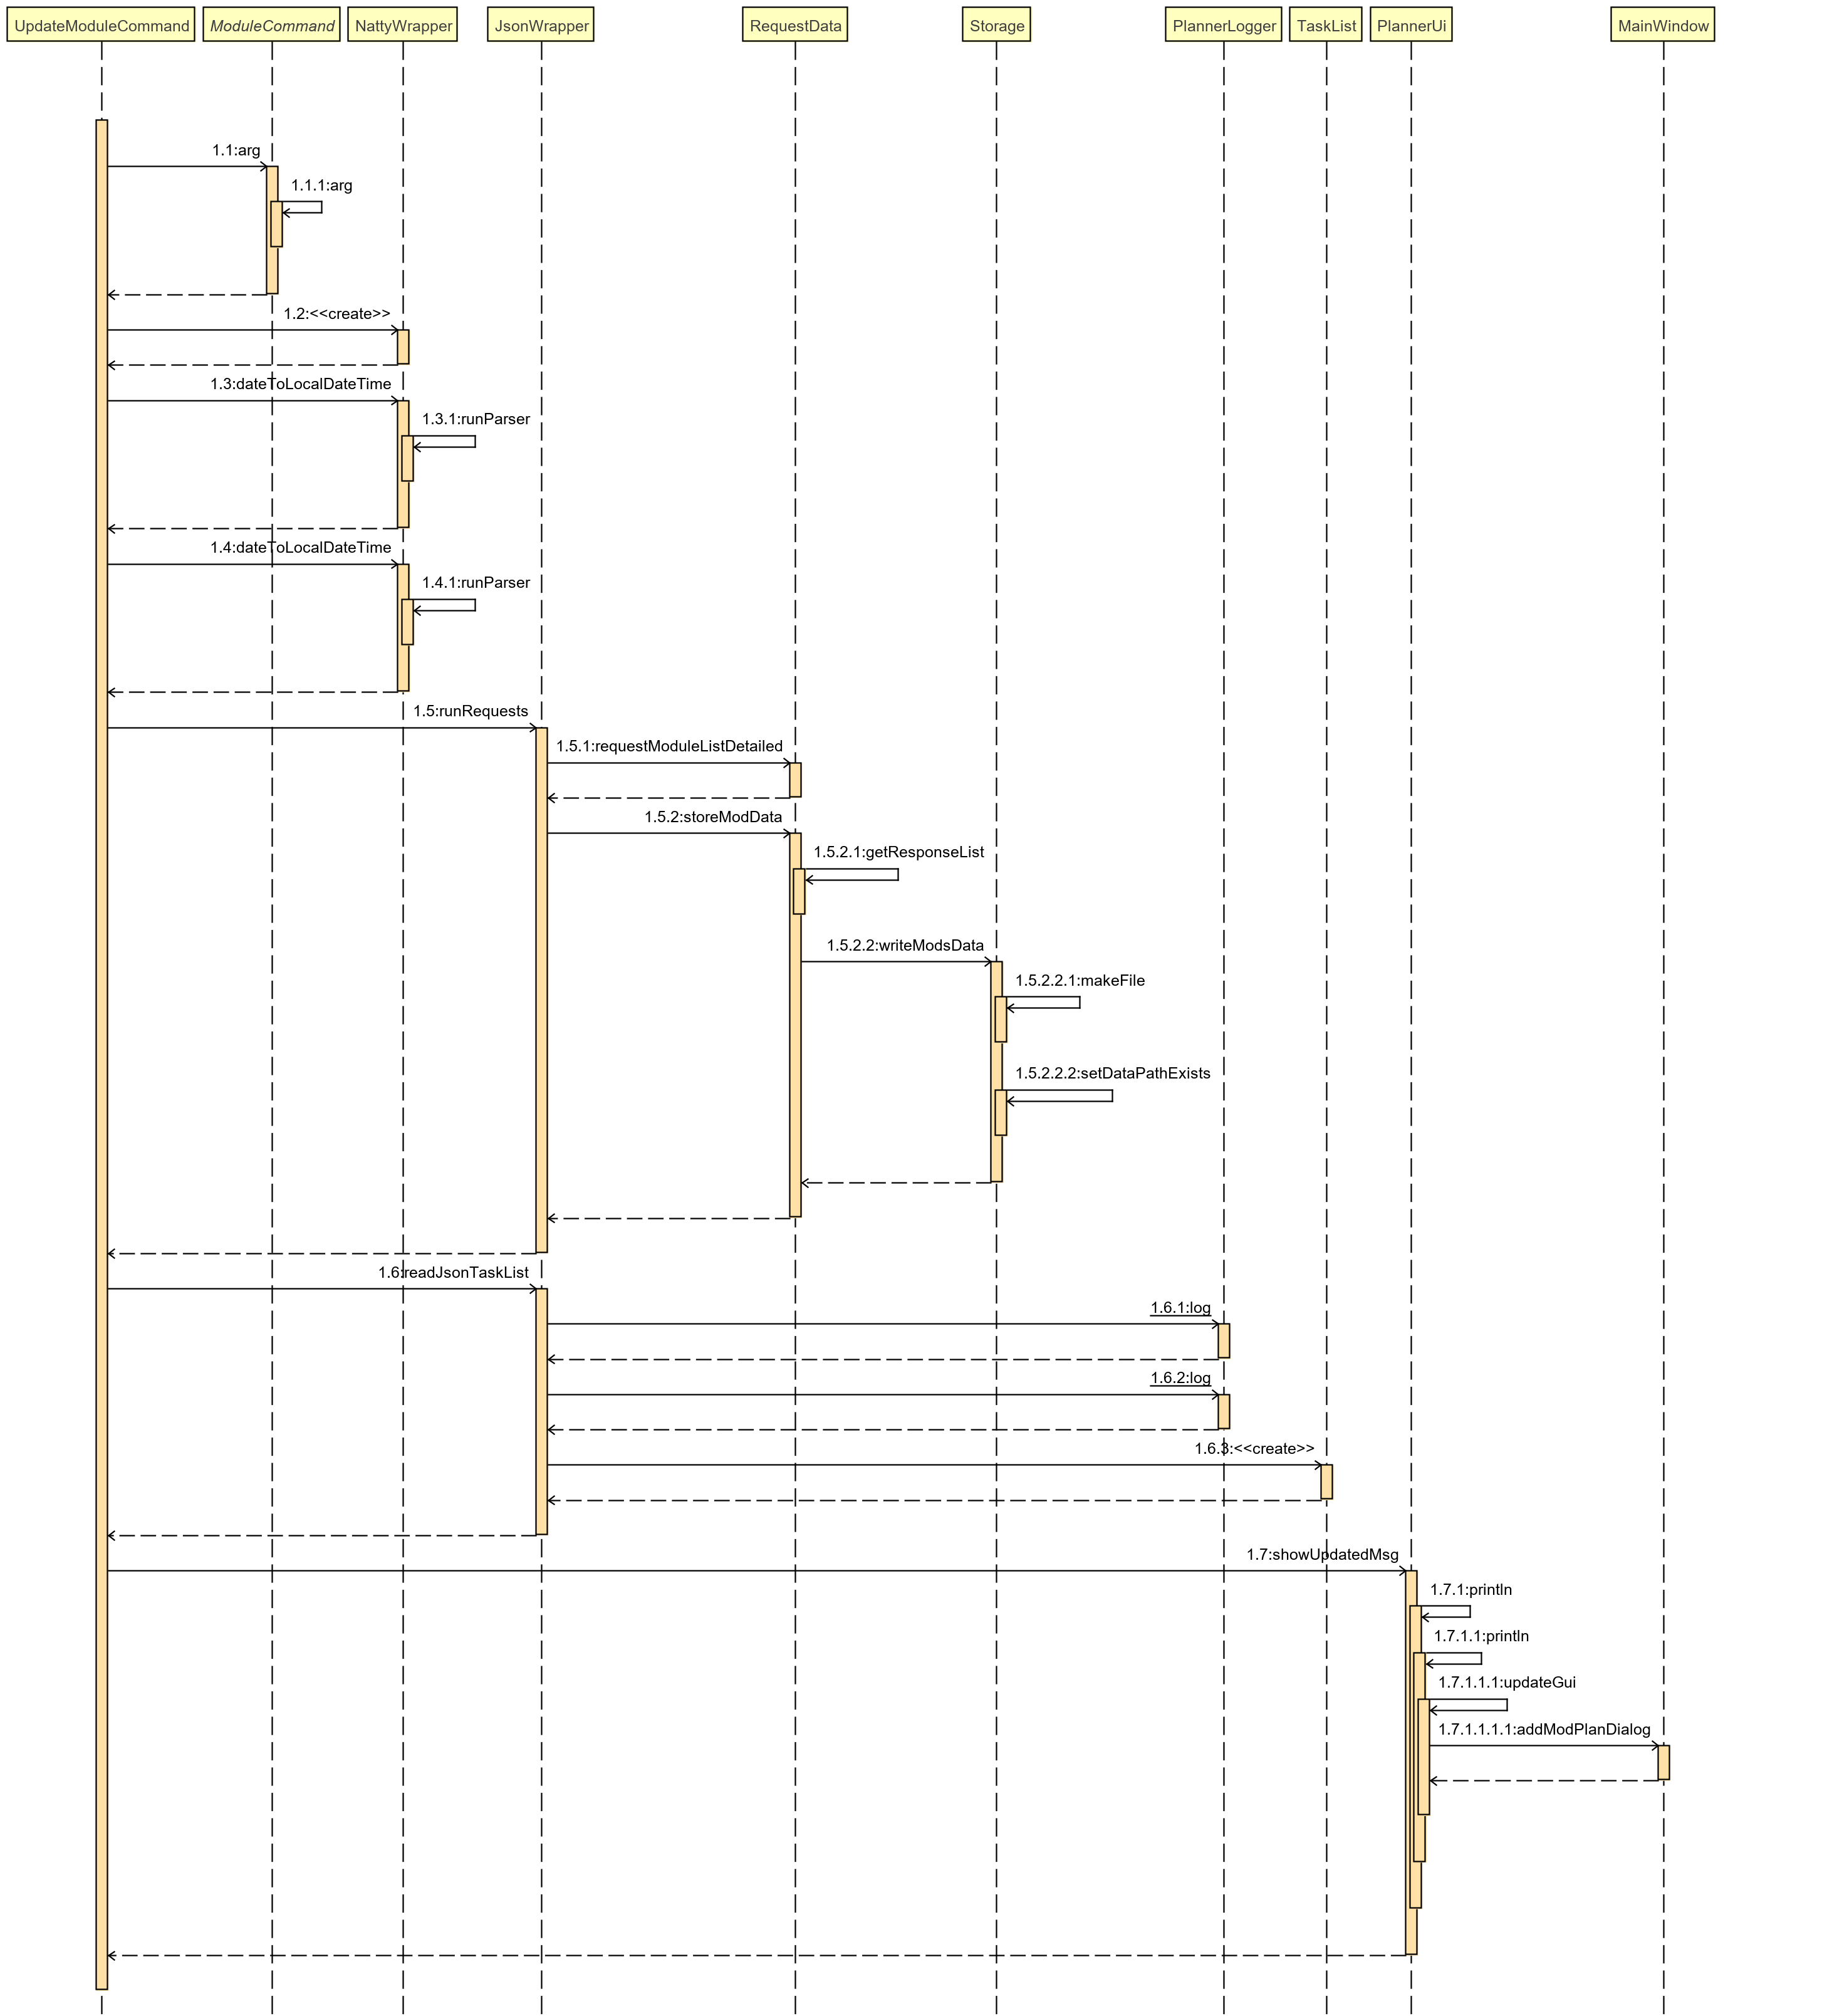 UpdateModuleCommand
ModuleCommand
NattyWrapper
JsonWrapper
RequestData
Storage
PlannerLogger
TaskList
PlannerUi
MainWindow
1.1:arg
1.1.1:arg
1.2:<<create>>
1.3:dateToLocalDateTime
1.3.1:runParser
1.4:dateToLocalDateTime
1.4.1:runParser
1.5:runRequests
1.5.1:requestModuleListDetailed
1.5.2:storeModData
1.5.2.1:getResponseList
1.5.2.2:writeModsData
1.5.2.2.1:makeFile
1.5.2.2.2:setDataPathExists
1.6:readJsonTaskList
1.6.1:log
1.6.2:log
1.6.3:<<create>>
1.7:showUpdatedMsg
1.7.1:println
1.7.1.1:println
1.7.1.1.1:updateGui
1.7.1.1.1.1:addModPlanDialog